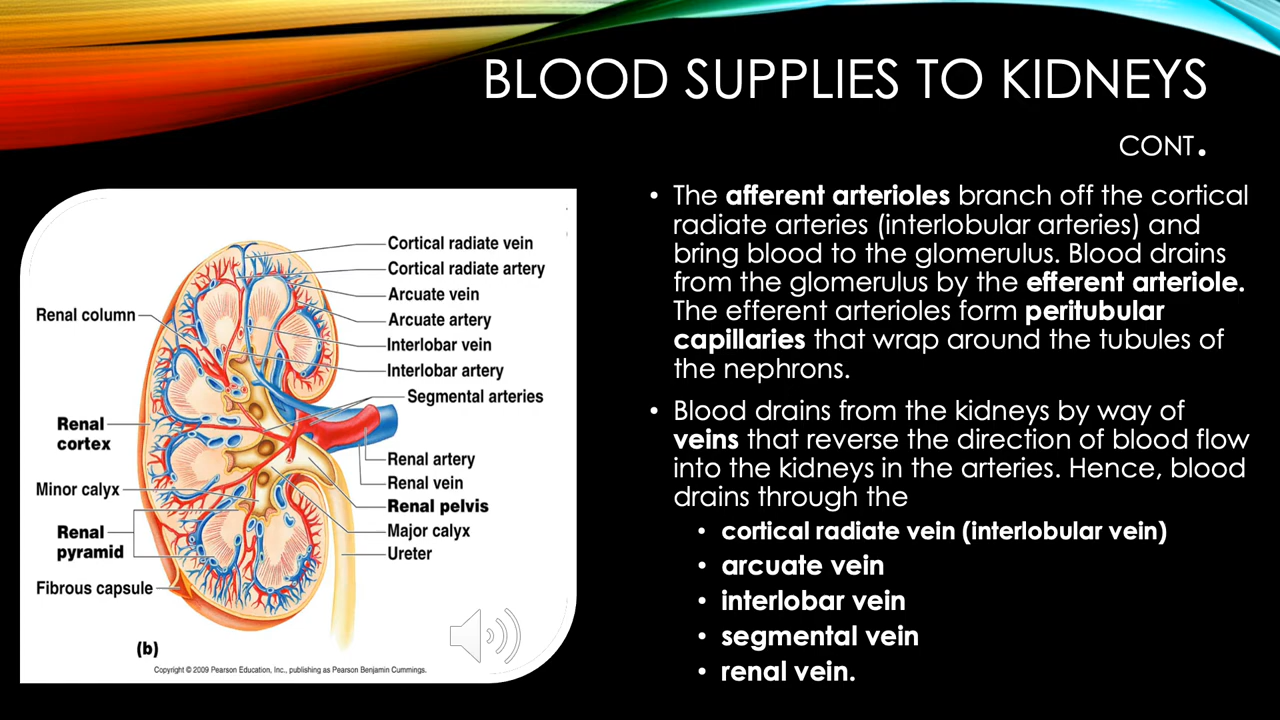 BLOOD SUPPLIES TO KIDNEYS
CONT.
Cortical radiate vein
Cortical radiate artery
Arcuate vein
Arcuate artery
Interlobar vein
Interlobar artery
Segmental arteries
Renal artery
Renal vein
Renal pelvis
Major calyx
Ureter
Renal column
Renal
cortex
Minor calyx
Renal
pyramid
Fibrous capsule
(b)
Copyright © 2009 Pearson Education, Inc., publishing as Pearson Benjamin Cummings.
• The afferent arterioles branch off the cortical
radiate arteries (interlobular arteries) and
bring blood to the glomerulus. Blood drains
from the glomerulus by the efferent arteriole.
The efferent arterioles form peritubular
capillaries that wrap around the tubules of
the nephrons.
• Blood drains from the kidneys by way of
veins that reverse the direction of blood flow
into the kidneys in the arteries. Hence, blood
drains through the
• cortical radiate vein (interlobular vein)
• arcuate vein
• interlobar vein
• segmental vein
• renal vein.